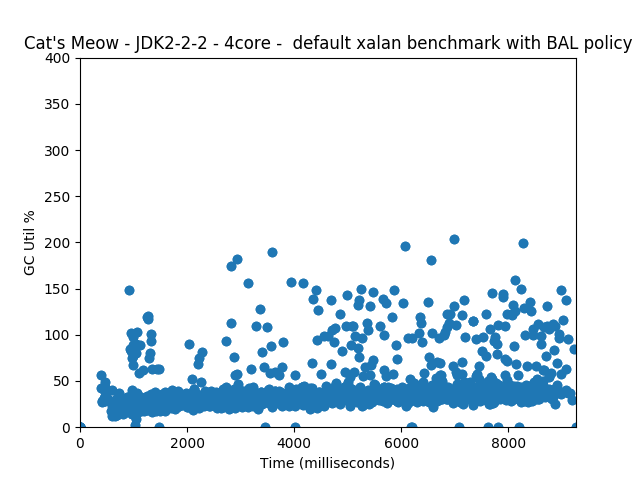 Cat's Meow - JDK2-2-2 - 4core -  default xalan benchmark with BAL policy
400
350
300
250
200
150
100
50
0
GC Util %
0 2000 4000 6000 8000
Time (milliseconds)